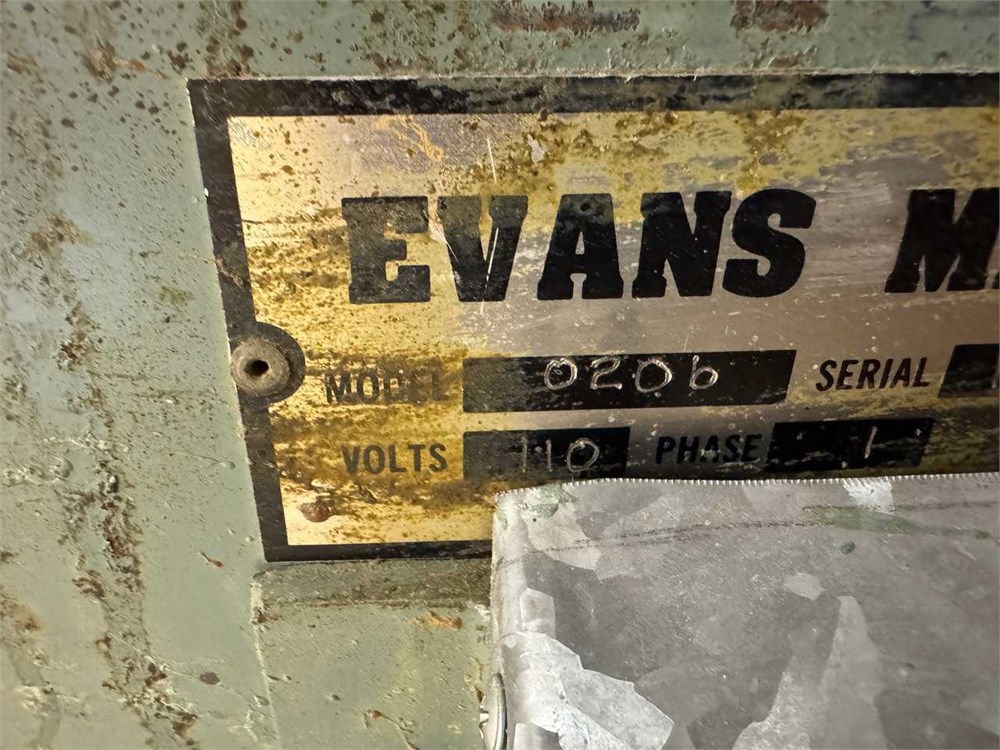 EVANS M
MODEL 0206 SERIAL
VOLTS 110 PHASE 1